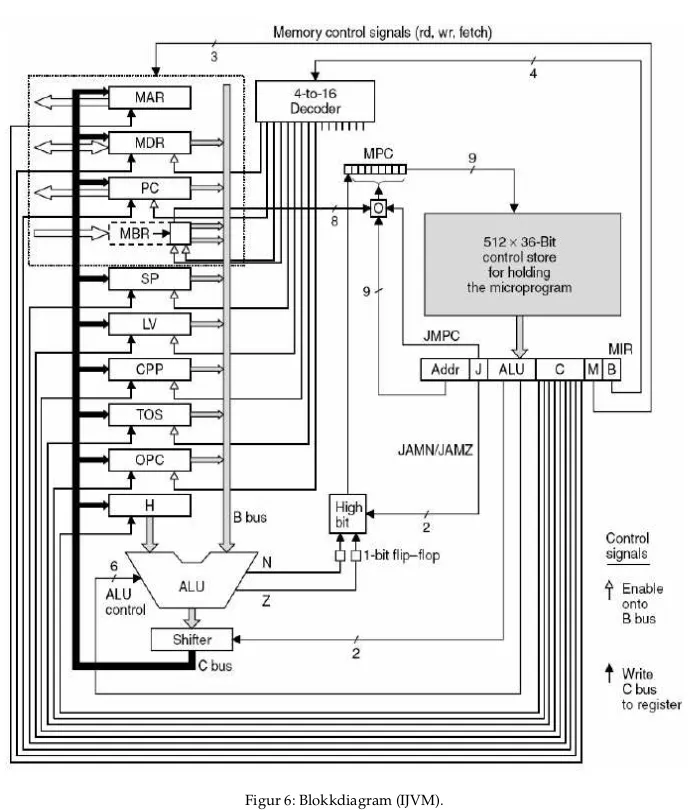 Memory control signals (rd, wr, fetch)
3
4
4-to-16
Decoder
MAR
MDR
PC
MBR
SP
LV
CPP
TOS
OPC
H
B bus
MPC
9
8
O
9
512 × 36-Bit
control store
for holding
the microprogram
JMPC
MIR
Addr J ALU C M B
JAMN/JAMZ
High
bit
2
1-bit flip–flop
N
Z
6
ALU
control
ALU
Shifter
2
C bus
Control
signals
Enable
onto
B bus
Write
C bus
to register
Figur 6: Blokkdiagram (IJVM).